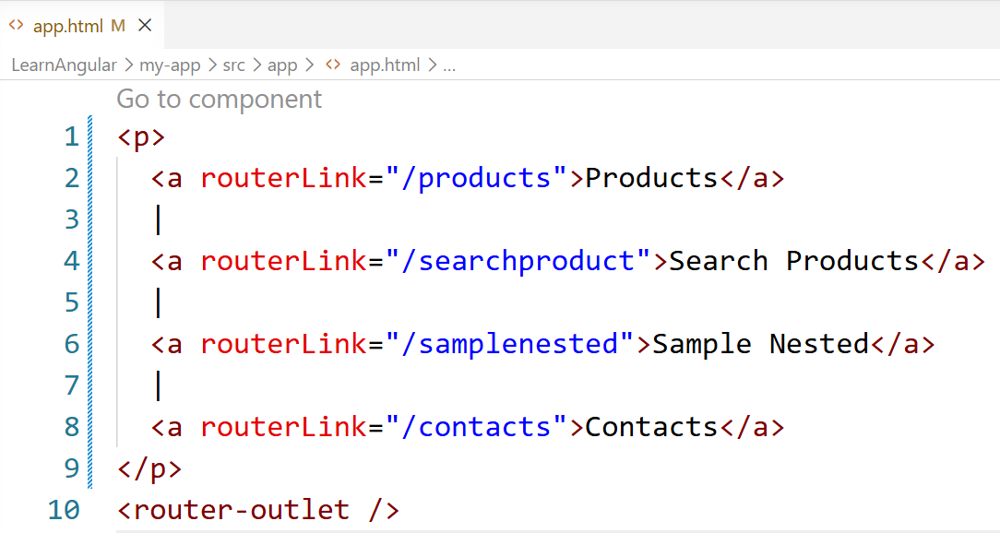 app.html M
LearnAngular > my-app > src > app > <> app.html > ...
Go to component
1 <p>
2   <a routerLink="/products">Products</a>
3   |
4   <a routerLink="/searchproduct">Search Products</a>
5   |
6   <a routerLink="/samplenested">Sample Nested</a>
7   |
8   <a routerLink="/contacts">Contacts</a>
9 </p>
10 <router-outlet />